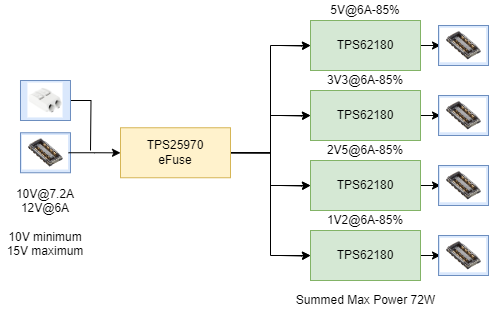 5V@6A-85%
TPS62180
3V3@6A-85%
TPS62180
TPS25970
eFuse
2V5@6A-85%
TPS62180
10V@7.2A
12V@6A
10V minimum
15V maximum
1V2@6A-85%
TPS62180
Summed Max Power 72W